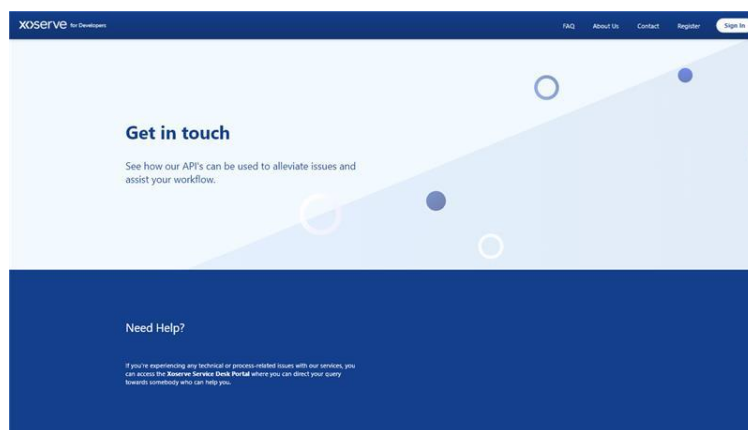 xoserve for Developers
FAQ About Us Contact Register Sign In
Get in touch
See how our API's can be used to alleviate issues and
assist your workflow.
Need Help?
If you're experiencing any technical or process-related issues with our services, you
can access the Xoserve Service Desk Portal where you can direct your query
towards somebody who can help you.